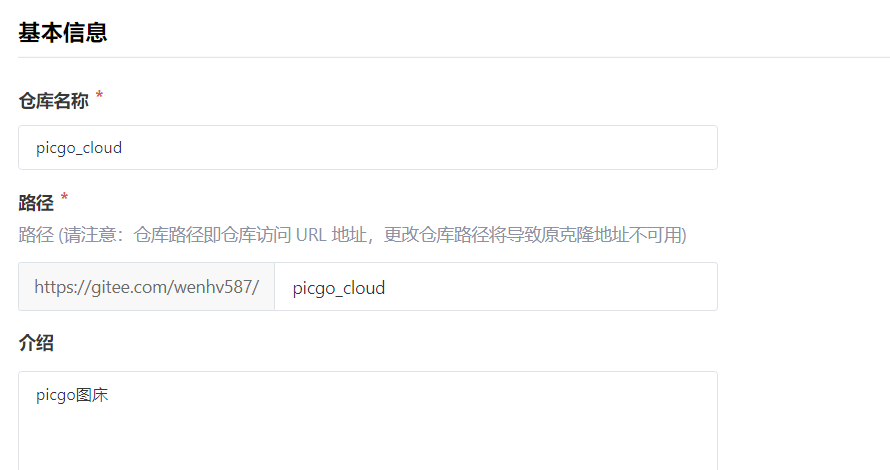 基本信息
仓库名称 *
picgo_cloud
路径 *
路径 (请注意：仓库路径即仓库访问 URL 地址，更改仓库路径将导致原克隆地址不可用)
https://gitee.com/wenhv587/ picgo_cloud
介绍
picgo图床